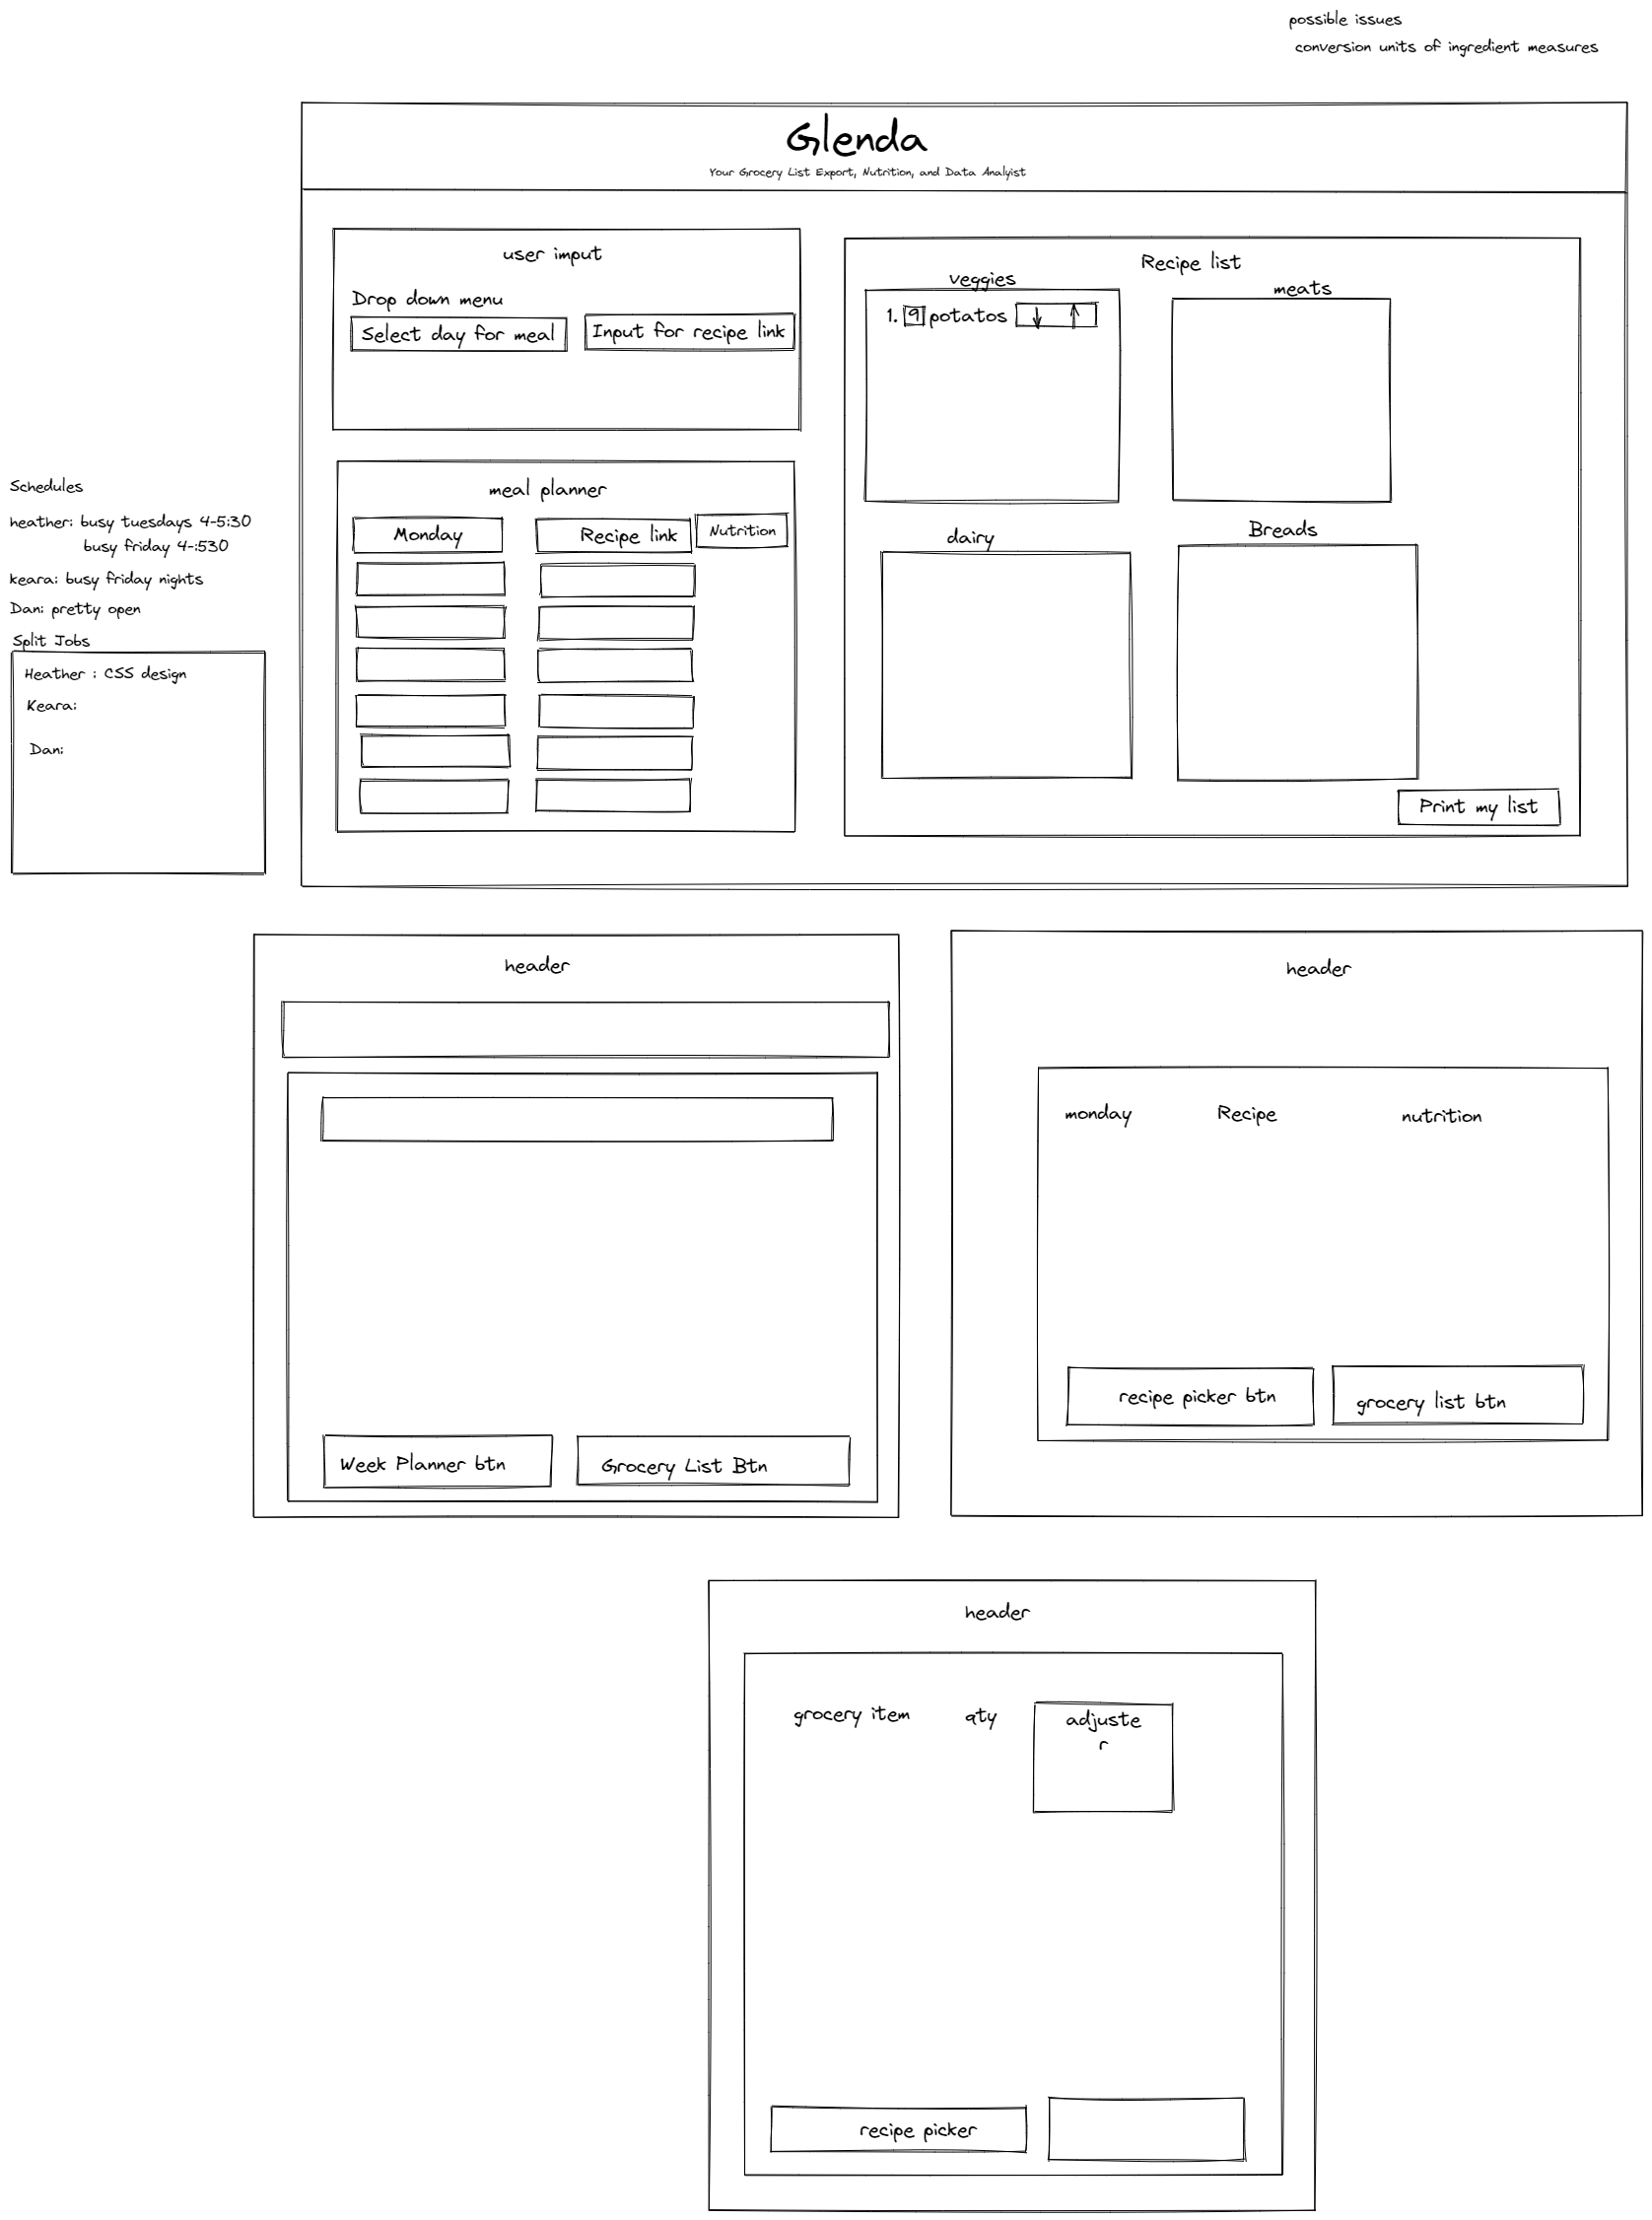 possible issues
conversion units of ingredient measures
Glenda
Your Grocery List Export, Nutrition, and Data Analyist
user imput
Drop down menu
Select day for meal
Input for recipe link
Recipe list
veggies
1. 9 potatos
meats
dairy
Breads
Print my list
meal planner
Monday
Recipe link
Nutrition
Schedules
heather: busy tuesdays 4-5:30
busy friday 4-:530
keara: busy friday nights
Dan: pretty open
Split Jobs
Heather : CSS design
Keara:
Dan:
header
Week Planner btn
Grocery List Btn
header
monday
Recipe
nutrition
recipe picker btn
grocery list btn
header
grocery item
qty
adjuste
r
recipe picker